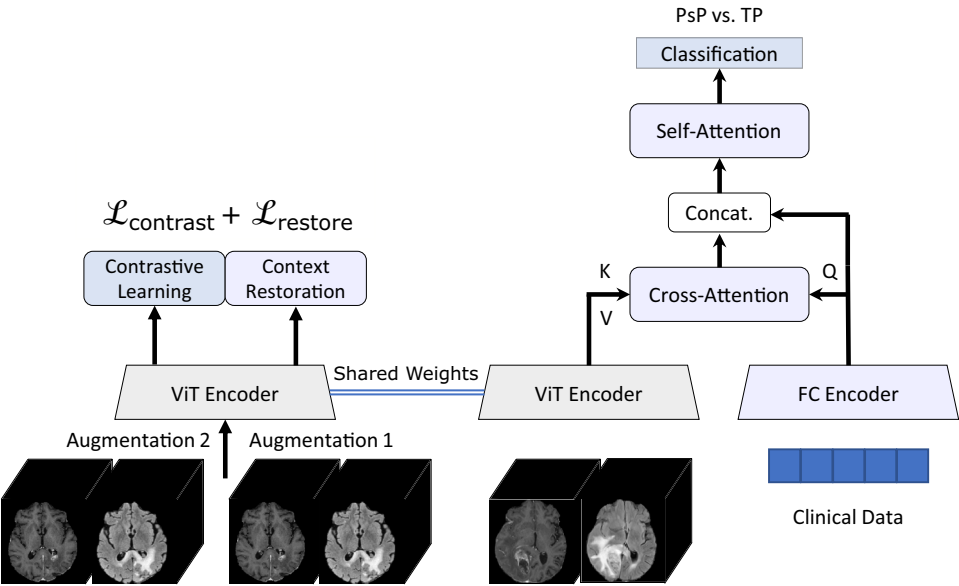 PsP vs. TP
Classification
Self-Attention
Concat.
ℒcontrast + ℒrestore
Contrastive
Learning
Context
Restoration
K
V
Cross-Attention
Q
ViT Encoder
Shared Weights
ViT Encoder
FC Encoder
Augmentation 2
Augmentation 1
Clinical Data